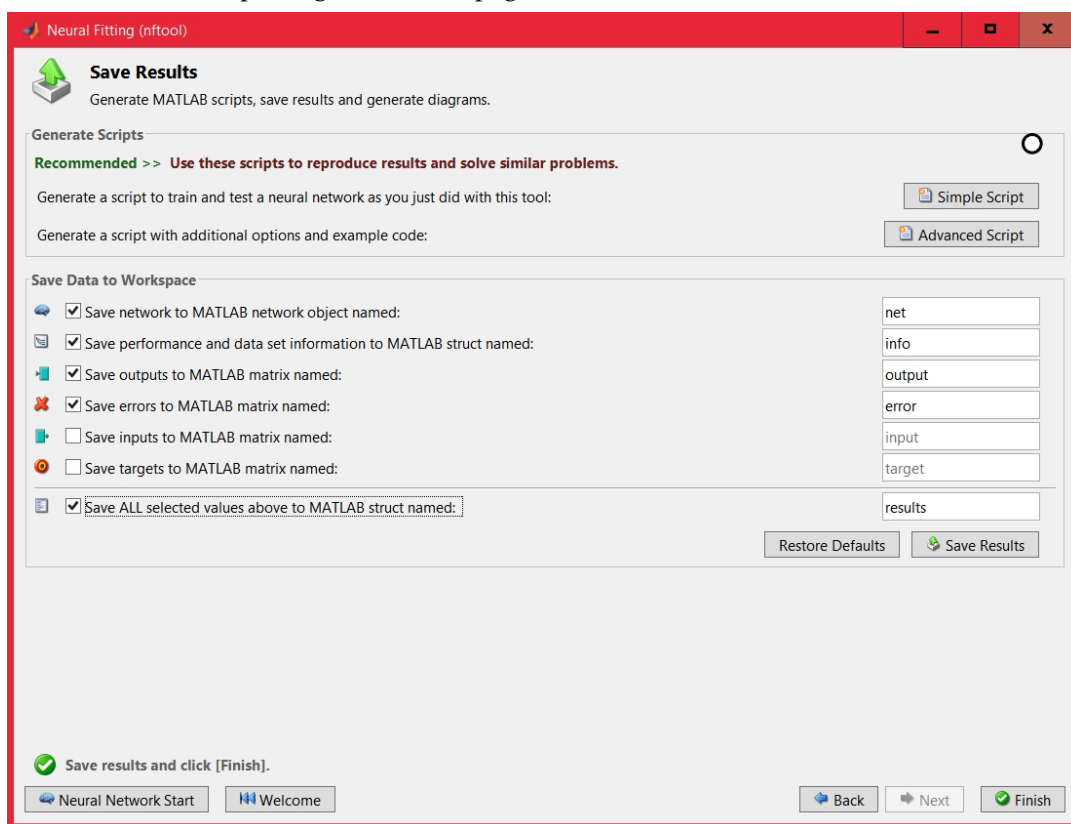 Neural Fitting (nftool)
Save Results
Generate MATLAB scripts, save results and generate diagrams.
Generate Scripts
Recommended >> Use these scripts to reproduce results and solve similar problems.
Generate a script to train and test a neural network as you just did with this tool:
Simple Script
Generate a script with additional options and example code:
Advanced Script
Save Data to Workspace
Save network to MATLAB network object named:
net
Save performance and data set information to MATLAB struct named:
info
Save outputs to MATLAB matrix named:
output
Save errors to MATLAB matrix named:
error
Save inputs to MATLAB matrix named:
input
Save targets to MATLAB matrix named:
target
Save ALL selected values above to MATLAB struct named:
results
Restore Defaults
Save Results
Save results and click [Finish].
Neural Network Start
Welcome
Back
Next
Finish